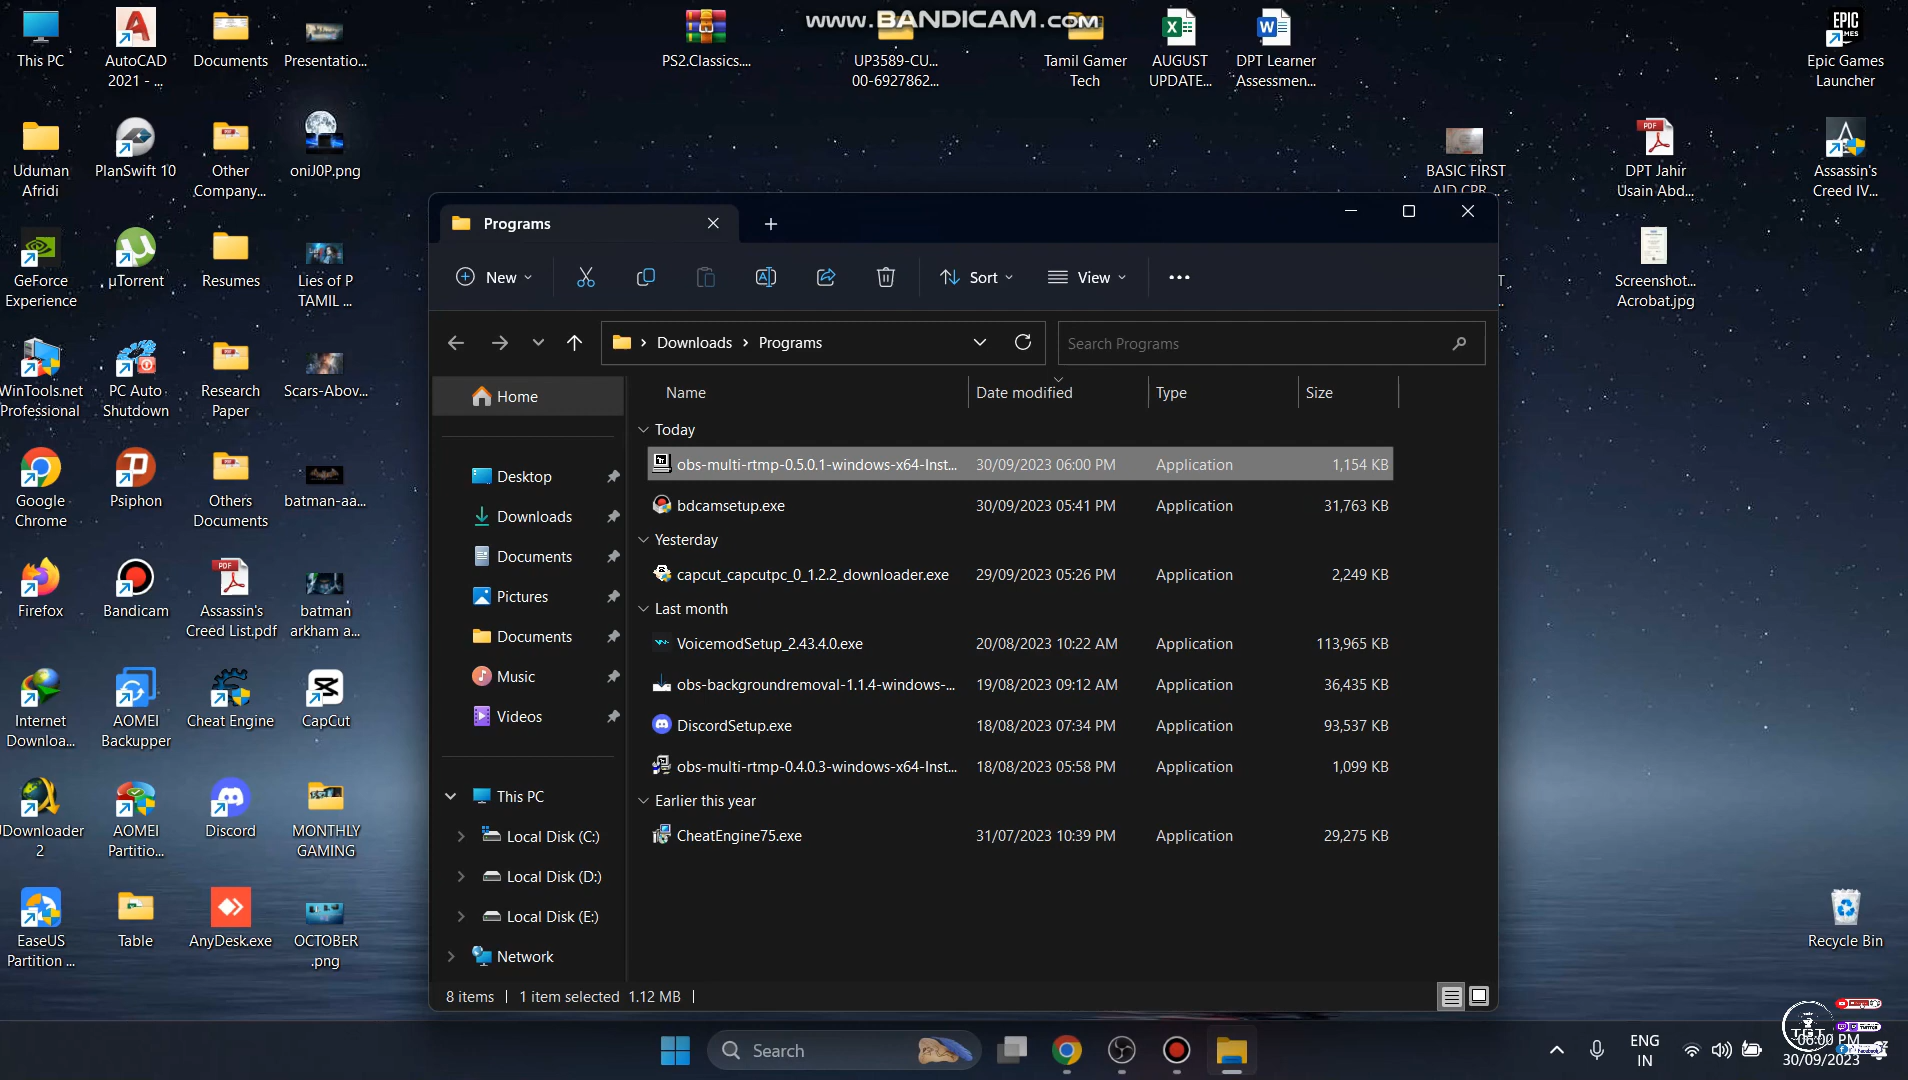 www.BANDICAM.com
This PC
AutoCAD
2021 - ...
Documents
Presentatio...
PS2.Classics....
UP3589-CU...
00-6927862...
Tamil Gamer
Tech
AUGUST
UPDATE...
DPT Learner
Assessmen...
EPIC
GAMES
Epic Games
Launcher
Uduman
Afridi
PlanSwift 10
Other
Company...
oniJ0P.png
BASIC FIRST
AID CPR ...
PDF
DPT Jahir
Usain Abd...
Assassin's
Creed IV...
GeForce
Experience
µTorrent
Resumes
Lies of P
TAMIL ...
Screenshot...
Acrobat.jpg
WinTools.net
Professional
PC Auto
Shutdown
Research
Paper
Scars-Abov...
Google
Chrome
Psiphon
Others
Documents
batman-aa...
Firefox
Bandicam
PDF
Assassin's
Creed List.pdf
batman
arkham a...
Internet
Downloa...
AOMEI
Backupper
Cheat Engine
CapCut
JDownloader
2
AOMEI
Partitio...
Discord
MONTHLY
GAMING
EaseUS
Partition ...
Table
AnyDesk.exe
OCTOBER
.png
Recycle Bin
Programs
New
Sort
View
Downloads
Programs
Search Programs
Home
Desktop
Downloads
Documents
Pictures
Documents
Music
Videos
This PC
Local Disk (C:)
Local Disk (D:)
Local Disk (E:)
Network
Name
Date modified
Type
Size
Today
obs-multi-rtmp-0.5.0.1-windows-x64-Inst... 30/09/2023 06:00 PM Application 1,154 KB
bdcamsetup.exe 30/09/2023 05:41 PM Application 31,763 KB
Yesterday
capcut_capcutpc_0_1.2.2_downloader.exe 29/09/2023 05:26 PM Application 2,249 KB
Last month
VoicemodSetup_2.43.4.0.exe 20/08/2023 10:22 AM Application 113,965 KB
obs-backgroundremoval-1.1.4-windows-... 19/08/2023 09:12 AM Application 36,435 KB
DiscordSetup.exe 18/08/2023 07:34 PM Application 93,537 KB
obs-multi-rtmp-0.4.0.3-windows-x64-Inst... 18/08/2023 05:58 PM Application 1,099 KB
Earlier this year
CheatEngine75.exe 31/07/2023 10:39 PM Application 29,275 KB
8 items
1 item selected 1.12 MB
Search
ENG
IN
TGT
06:00 PM
30/09/2023